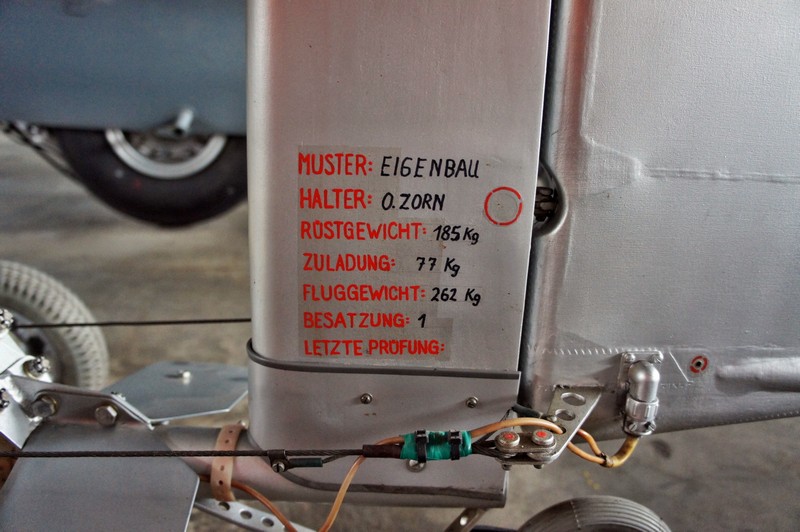 MUSTER: EIGENBAU
HALTER: O. ZORN
RÜSTGEWICHT: 185 Kg
ZULADUNG: 77 Kg
FLUGGEWICHT: 262 Kg
BESATZUNG: 1
LETZTE PRÜFUNG: